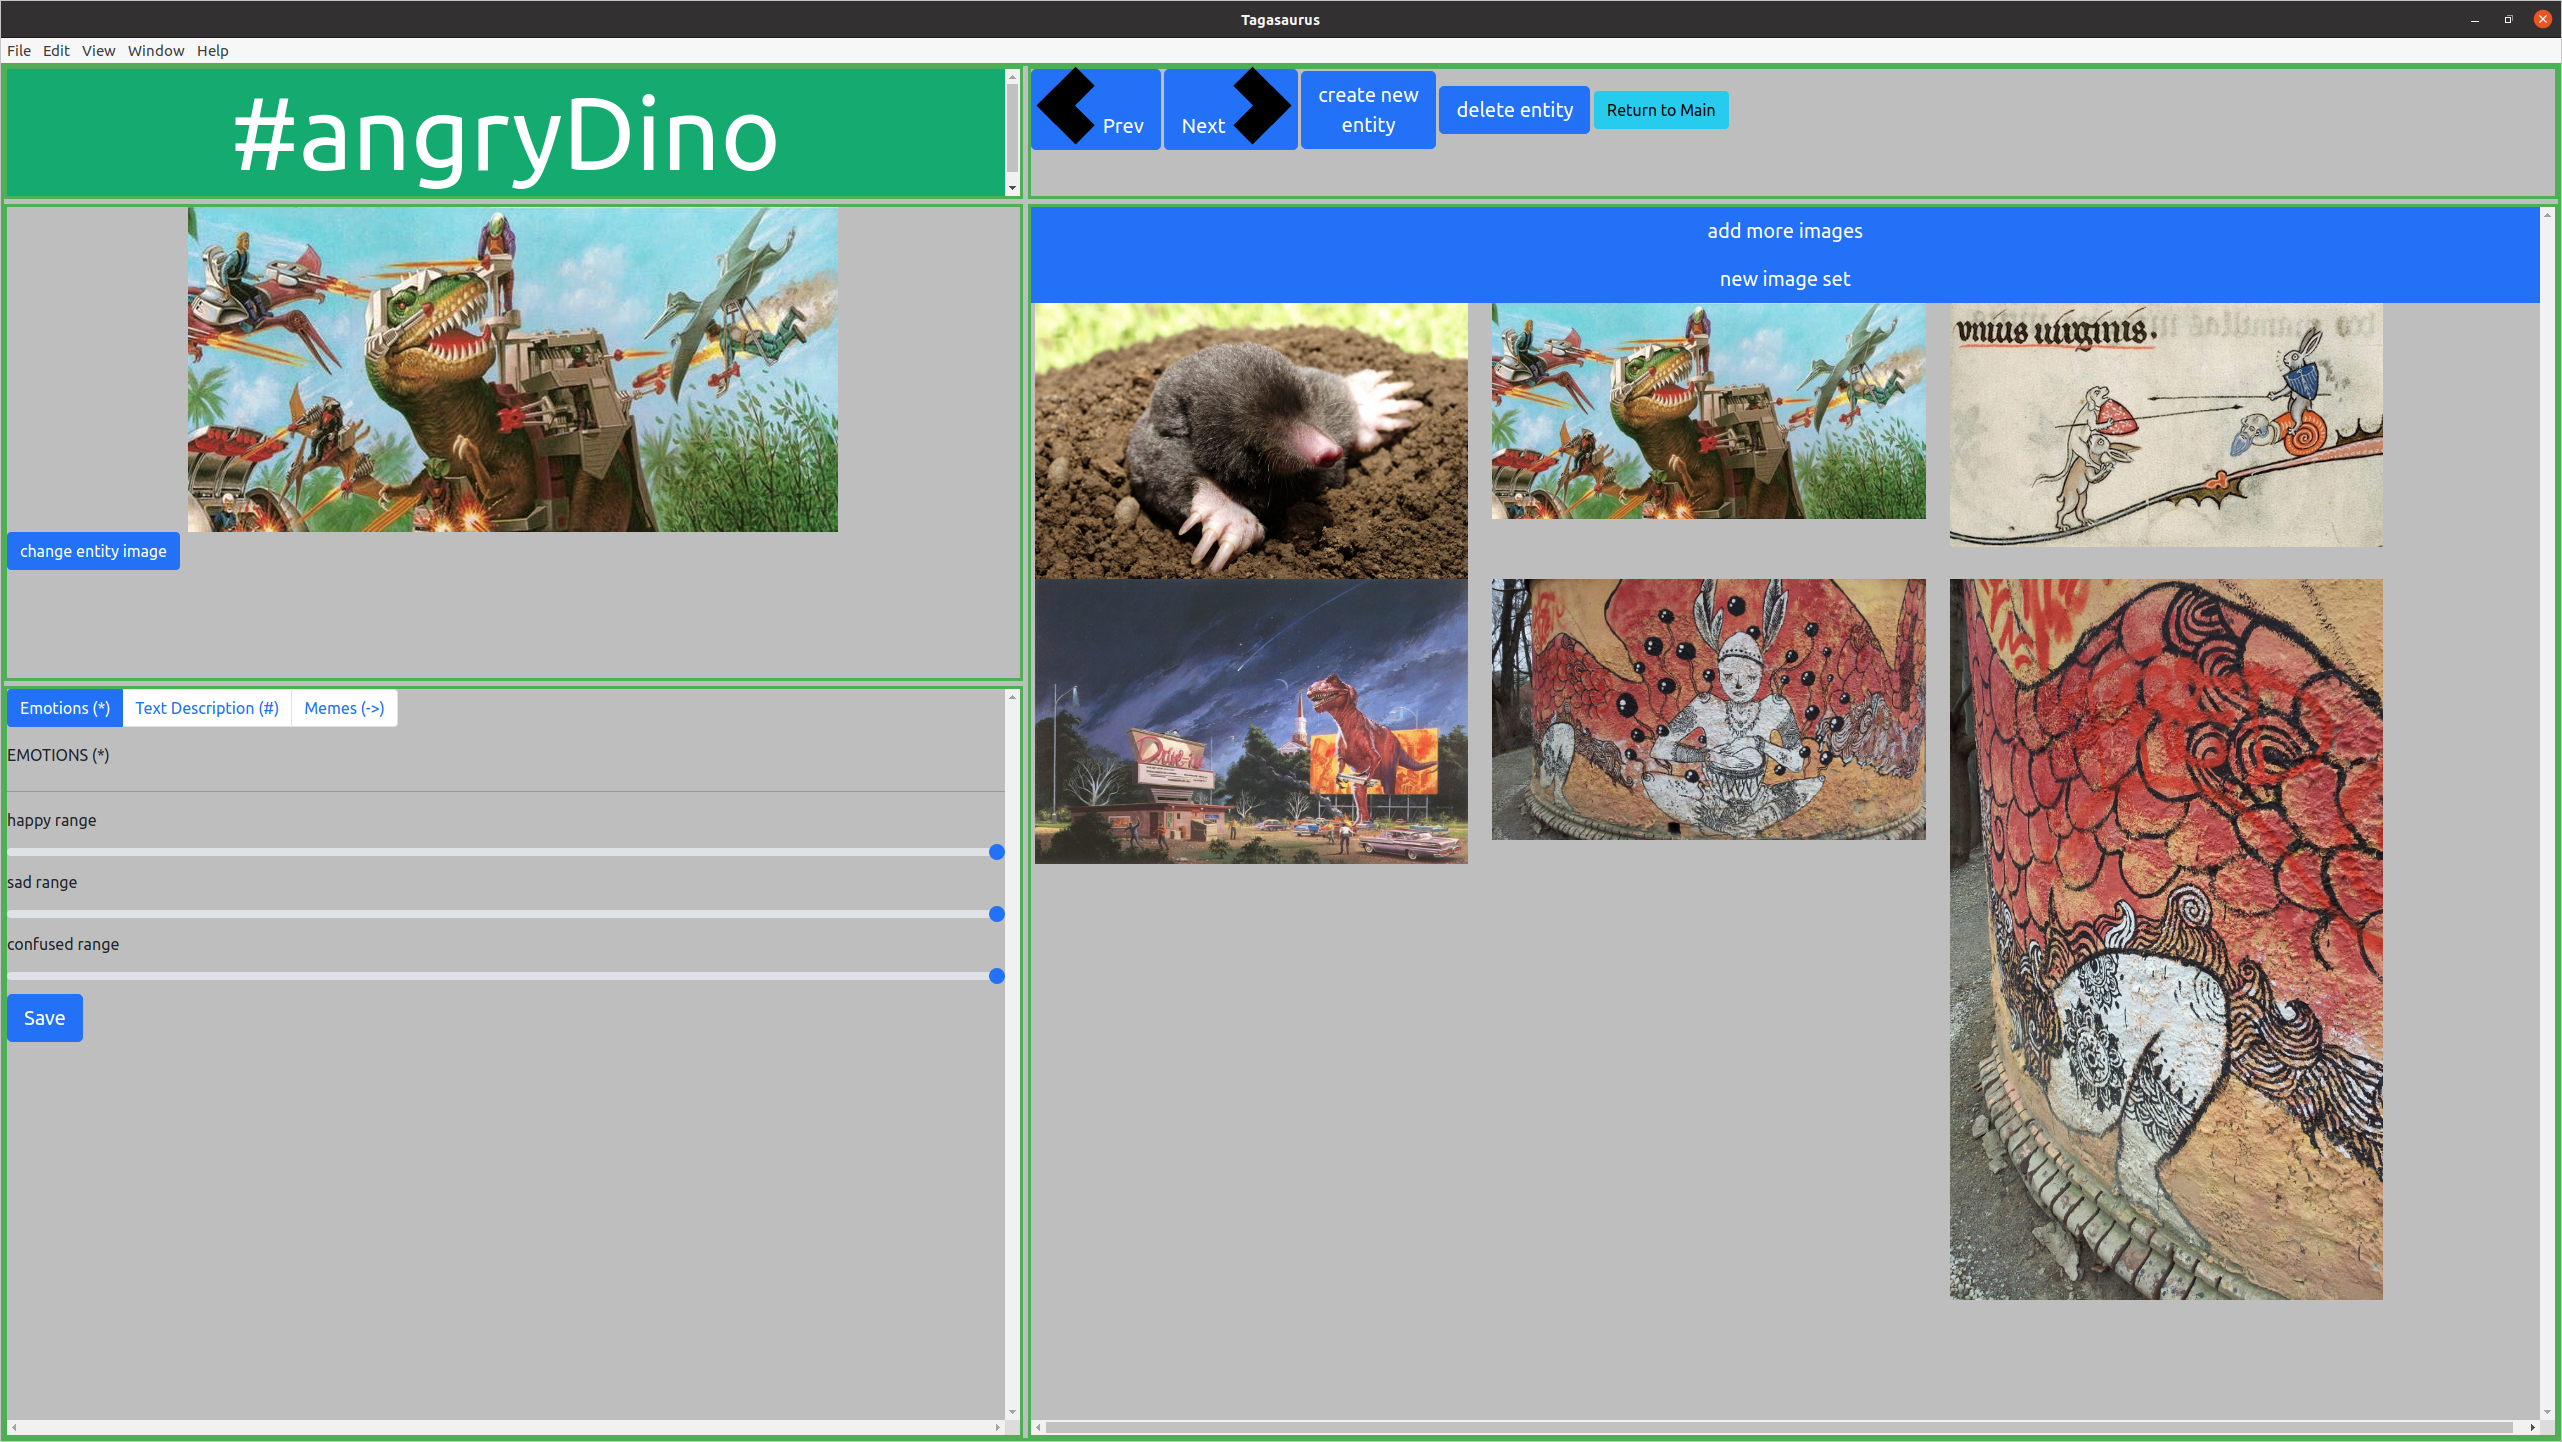 Tagasaurus
File Edit View Window Help
#angryDino
Prev
Next
create new
entity
delete entity
Return to Main
change entity image
Emotions (*)
Text Description (#)
Memes (->)
EMOTIONS (*)
happy range
sad range
confused range
Save
add more images
new image set
Drive-in